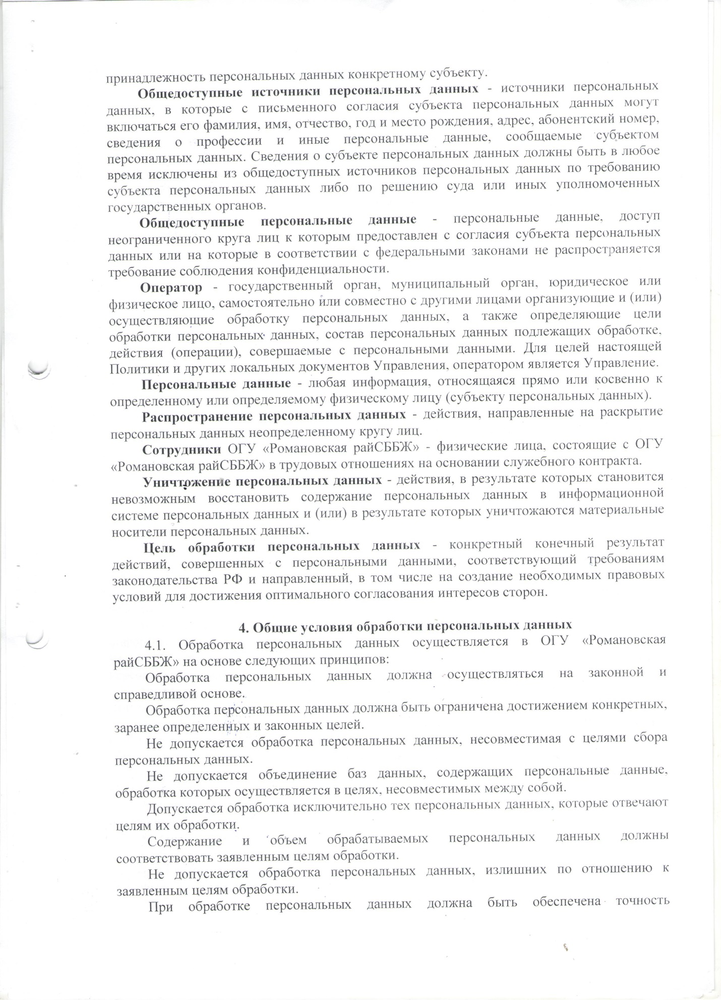 принадлежность персональных данных конкретному субъекту.
Общедоступные источники персональных данных - источники персональных
данных, в которые с письменного согласия субъекта персональных данных могут
включаться его фамилия, имя, отчество, год и место рождения, адрес, абонентский номер,
сведения о профессии и иные персональные данные, сообщаемые субъектом
персональных данных. Сведения о субъекте персональных данных должны быть в любое
время исключены из общедоступных источников персональных данных по требованию
субъекта персональных данных либо по решению суда или иных уполномоченных
государственных органов.
Общедоступные персональные данные - персональные данные, доступ
неограниченного круга лиц к которым предоставлен с согласия субъекта персональных
данных или на которые в соответствии с федеральными законами не распространяется
требование соблюдения конфиденциальности.
Оператор - государственный орган, муниципальный орган, юридическое или
физическое лицо, самостоятельно или совместно с другими лицами организующие и (или)
осуществляющие обработку персональных данных, а также определяющие цели
обработки персональных данных, состав персональных данных подлежащих обработке,
действия (операции), совершаемые с персональными данными. Для целей настоящей
Политики и других локальных документов Управления, оператором является Управление.
Персональные данные - любая информация, относящаяся прямо или косвенно к
определенному или определяемому физическому лицу (субъекту персональных данных).
Распространение персональных данных - действия, направленные на раскрытие
персональных данных неопределенному кругу лиц.
Сотрудники ОГУ «Романовская райСББЖ» - физические лица, состоящие с ОГУ
«Романовская райСББЖ» в трудовых отношениях на основании служебного контракта.
Уничтожение персональных данных - действия, в результате которых становится
невозможным восстановить содержание персональных данных в информационной
системе персональных данных и (или) в результате которых уничтожаются материальные
носители персональных данных.
Цель обработки персональных данных - конкретный конечный результат
действий, совершенных с персональными данными, соответствующий требованиям
законодательства РФ и направленный, в том числе на создание необходимых правовых
условий для достижения оптимального согласования интересов сторон.
4. Общие условия обработки персональных данных
4.1. Обработка персональных данных осуществляется в ОГУ «Романовская
райСББЖ» на основе следующих принципов:
Обработка персональных данных должна осуществляться на законной и
справедливой основе.
Обработка персональных данных должна быть ограничена достижением конкретных,
заранее определенных и законных целей.
Не допускается обработка персональных данных, несовместимая с целями сбора
персональных данных.
Не допускается объединение баз данных, содержащих персональные данные,
обработка которых осуществляется в целях, несовместимых между собой.
Допускается обработка исключительно тех персональных данных, которые отвечают
целям их обработки.
Содержание и объем обрабатываемых персональных данных должны
соответствовать заявленным целям обработки.
Не допускается обработка персональных данных, излишних по отношению к
заявленным целям обработки.
При обработке персональных данных должна быть обеспечена точность